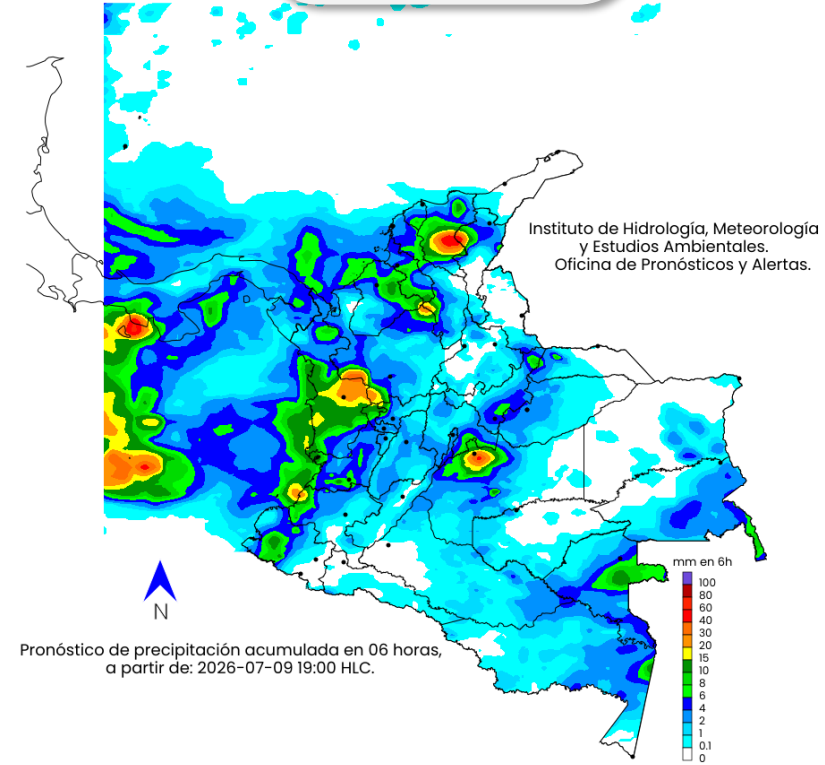 Instituto de Hidrología, Meteorología
y Estudios Ambientales.
Oficina de Pronósticos y Alertas.
mm en 6h
100
80
60
40
30
20
15
10
8
6
4
2
1
0.1
0
N
Pronóstico de precipitación acumulada en 06 horas,
a partir de: 2026-07-09 19:00 HLC.